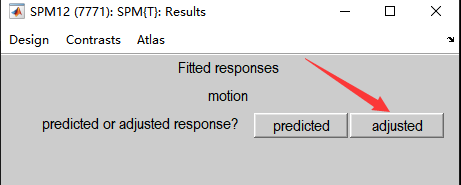 SPM12 (7771): SPM{T}: Results
Design Contrasts Atlas
Fitted responses
motion
predicted or adjusted response? predicted adjusted